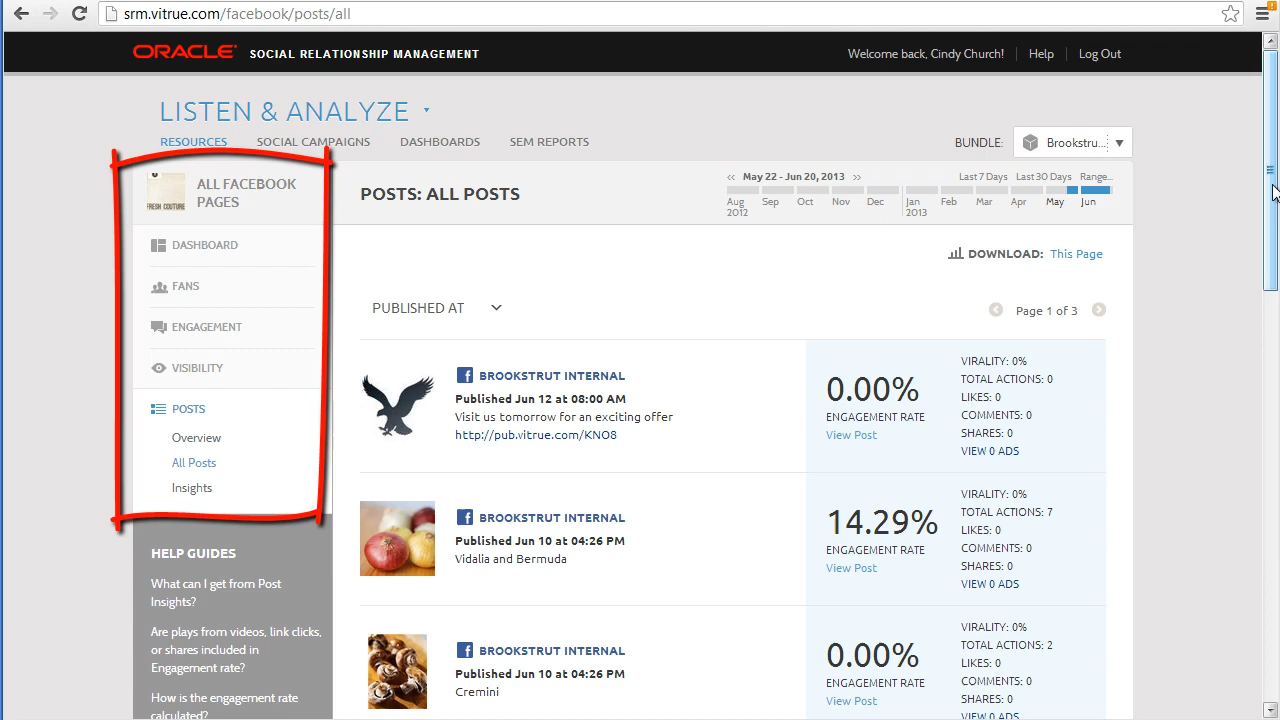 srm.vitrue.com/facebook/posts/all
ORACLE SOCIAL RELATIONSHIP MANAGEMENT
Welcome back, Cindy Church! Help Log Out
LISTEN & ANALYZE
RESOURCES SOCIAL CAMPAIGNS DASHBOARDS SEM REPORTS
BUNDLE: Brookstru...
FRESH COUTURE
ALL FACEBOOK
PAGES
DASHBOARD
FANS
ENGAGEMENT
VISIBILITY
POSTS
Overview
All Posts
Insights
HELP GUIDES
What can I get from Post
Insights?
Are plays from videos, link clicks,
or shares included in
Engagement rate?
How is the engagement rate
calculated?
POSTS: ALL POSTS
« May 22 - Jun 20, 2013 » Last 7 Days Last 30 Days Range...
Aug Sep Oct Nov Dec Jan Feb Mar Apr May Jun
2012 2013
DOWNLOAD: This Page
PUBLISHED AT
Page 1 of 3
BROOKSTRUT INTERNAL
Published Jun 12 at 08:00 AM
Visit us tomorrow for an exciting offer
http://pub.vitrue.com/KNO8
0.00%
ENGAGEMENT RATE
View Post
VIRALITY: 0%
TOTAL ACTIONS: 0
LIKES: 0
COMMENTS: 0
SHARES: 0
VIEW 0 ADS
BROOKSTRUT INTERNAL
Published Jun 10 at 04:26 PM
Vidalia and Bermuda
14.29%
ENGAGEMENT RATE
View Post
VIRALITY: 0%
TOTAL ACTIONS: 7
LIKES: 0
COMMENTS: 0
SHARES: 0
VIEW 0 ADS
BROOKSTRUT INTERNAL
Published Jun 10 at 04:26 PM
Cremini
0.00%
ENGAGEMENT RATE
View Post
VIRALITY: 0%
TOTAL ACTIONS: 2
LIKES: 0
COMMENTS: 0
SHARES: 0
VIEW 0 ADS